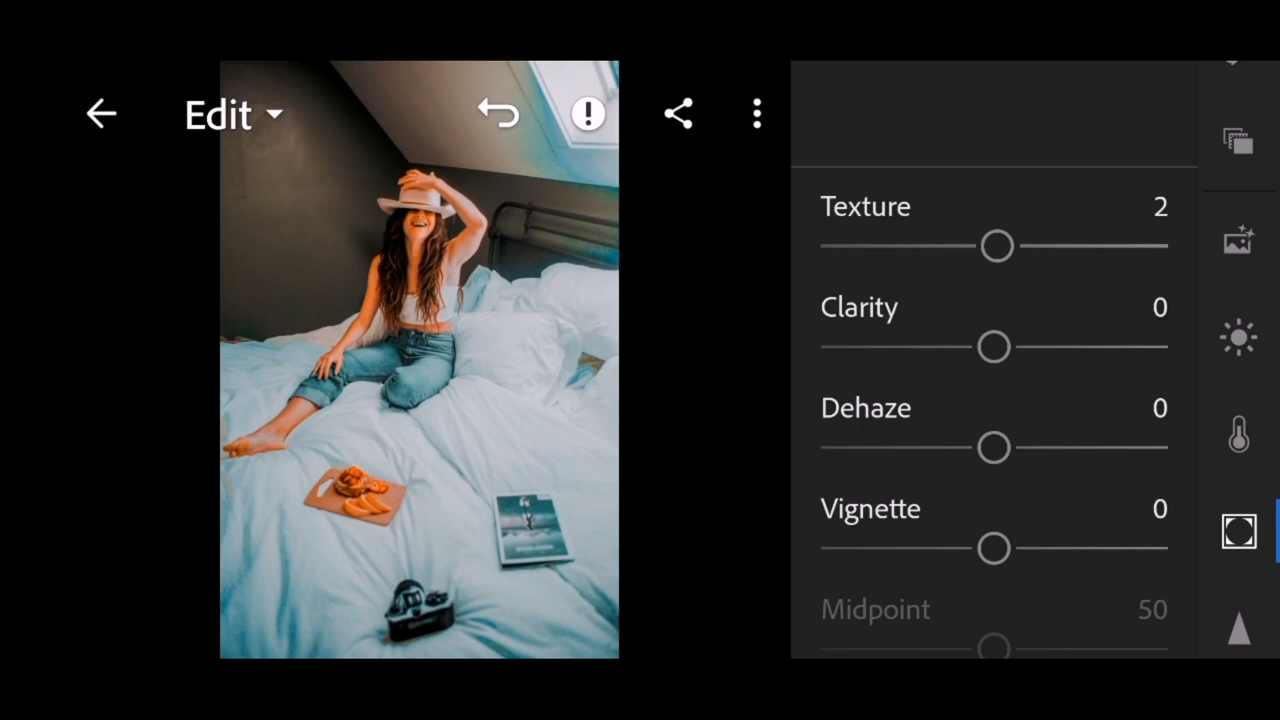 Edit
Texture 2
Clarity 0
Dehaze 0
Vignette 0
Midpoint 50